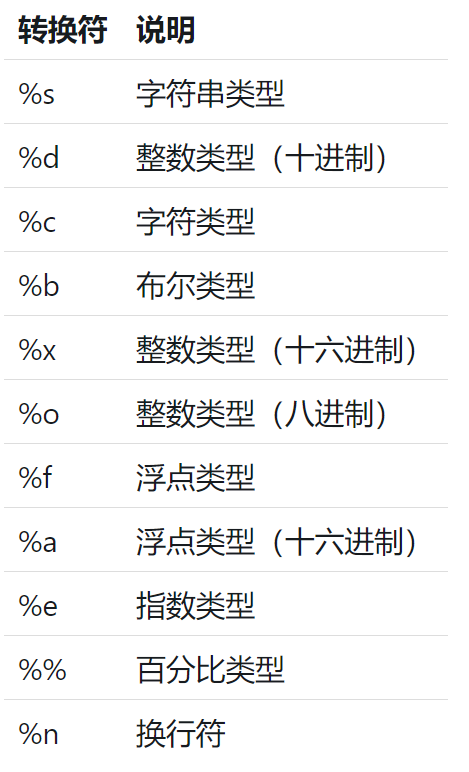 转换符 说明
%s 字符串类型
%d 整数类型（十进制）
%c 字符类型
%b 布尔类型
%x 整数类型（十六进制）
%o 整数类型（八进制）
%f 浮点类型
%a 浮点类型（十六进制）
%e 指数类型
%% 百分比类型
%n 换行符